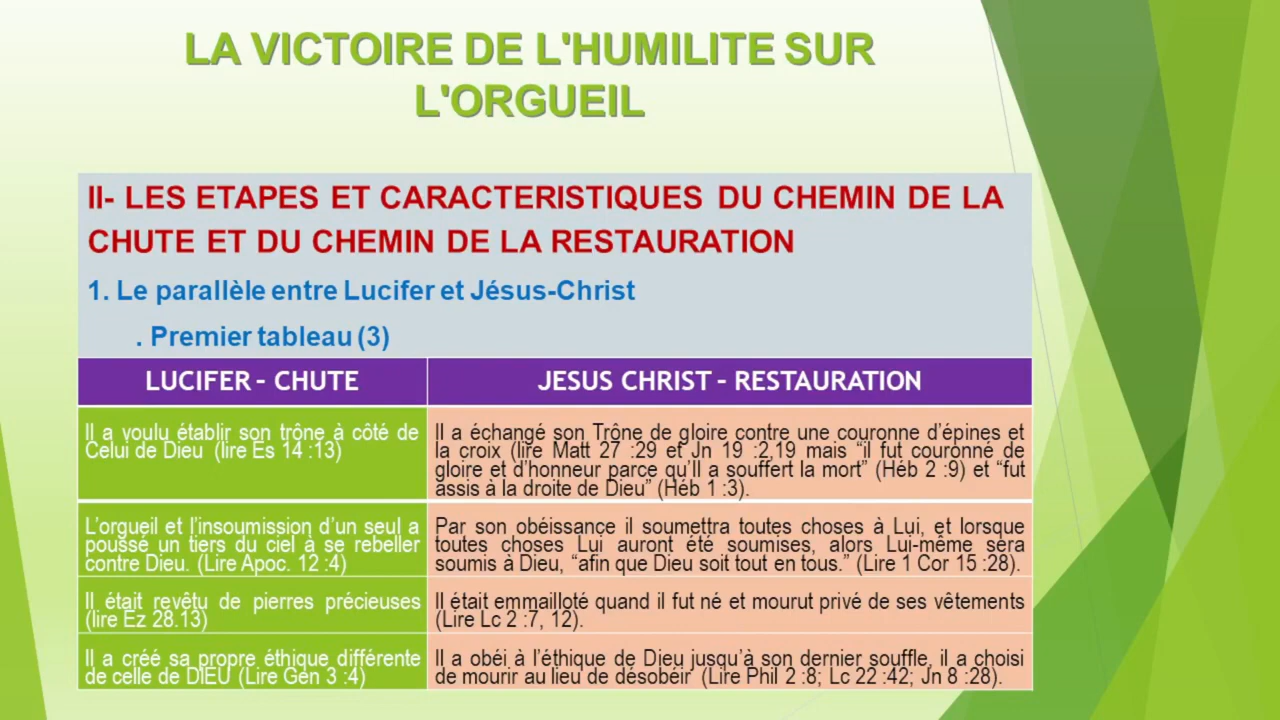 LA VICTOIRE DE L'HUMILITE SUR
L'ORGUEIL
II- LES ETAPES ET CARACTERISTIQUES DU CHEMIN DE LA
CHUTE ET DU CHEMIN DE LA RESTAURATION
1. Le parallèle entre Lucifer et Jésus-Christ
. Premier tableau (3)
LUCIFER - CHUTE
JESUS CHRIST - RESTAURATION
Il a voulu établir son trône à côté de
Celui de Dieu (lire Es 14 :13)
Il a échangé son Trône de gloire contre une couronne d'épines et
la croix (lire Matt 27 :29 et Jn 19 :2,19 mais “il fut couronné de
gloire et d'honneur parce qu'Il a souffert la mort” (Héb 2 :9) et “fut
assis à la droite de Dieu” (Héb 1 :3).
L'orgueil et l'insoumission d'un seul a
poussé un tiers du ciel à se rebeller
contre Dieu. (Lire Apoc. 12 :4)
Par son obéissance il soumettra toutes choses à Lui, et lorsque
toutes choses Lui auront été soumises, alors Lui-même sera
soumis à Dieu, “afin que Dieu soit tout en tous.” (Lire 1 Cor 15 :28).
Il était revêtu de pierres précieuses
(lire Ez 28.13)
Il était emmailloté quand il fut né et mourut privé de ses vêtements
(Lire Lc 2 :7, 12).
Il a créé sa propre éthique différente
de celle de DIEU (Lire Gen 3 :4)
Il a obéi à l'éthique de Dieu jusqu'à son dernier souffle, il a choisi
de mourir au lieu de désobéir (Lire Phil 2 :8; Lc 22 :42; Jn 8 :28).